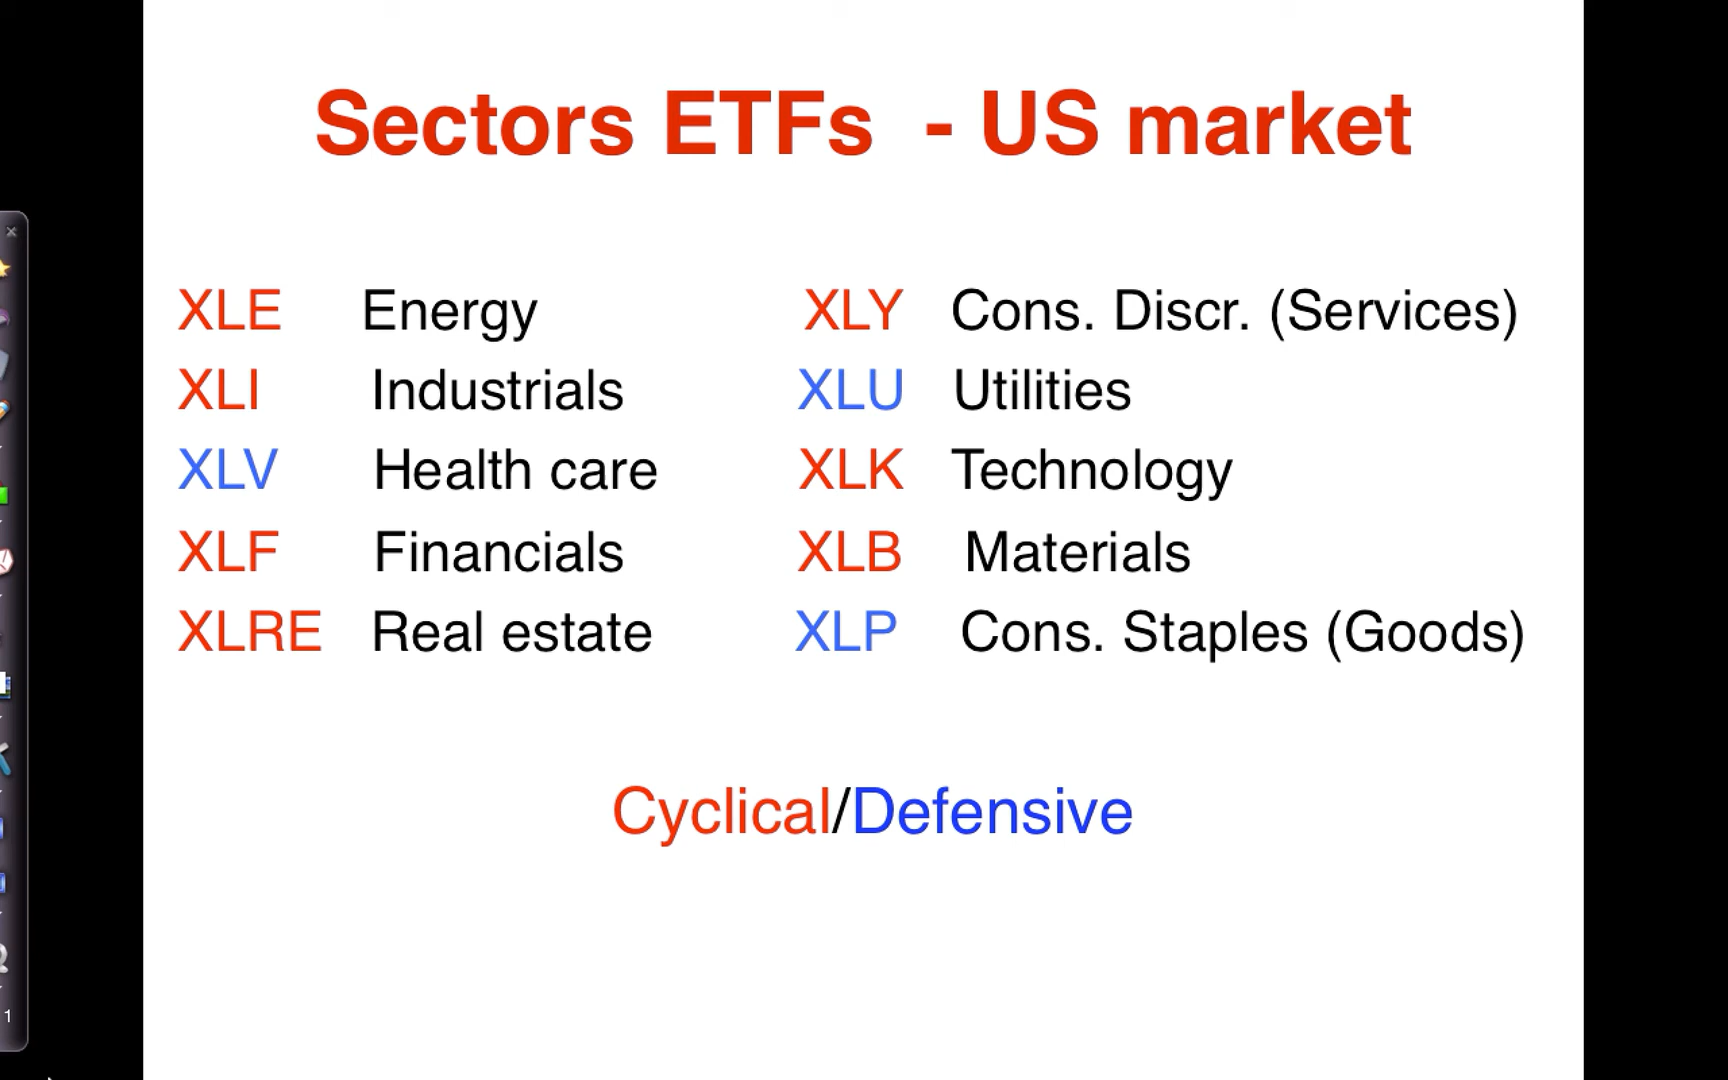 Sectors ETFs - US market
XLE Energy
XLI Industrials
XLV Health care
XLF Financials
XLRE Real estate
XLY Cons. Discr. (Services)
XLU Utilities
XLK Technology
XLB Materials
XLP Cons. Staples (Goods)
Cyclical/Defensive
1